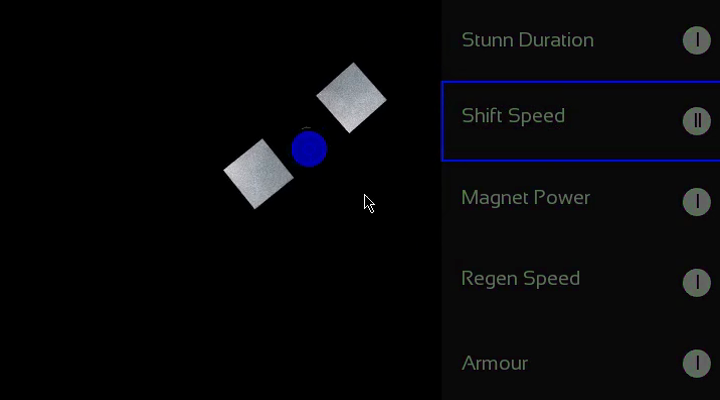 Stunn Duration I
Shift Speed II
Magnet Power I
Regen Speed I
Armour I